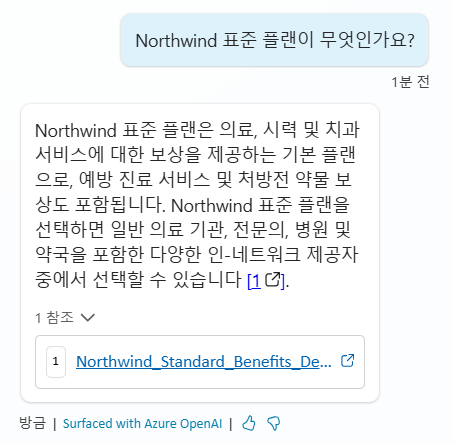 Northwind 표준 플랜이 무엇인가요?
1분 전
Northwind 표준 플랜은 의료, 시력 및 치과
서비스에 대한 보상을 제공하는 기본 플랜
으로, 예방 진료 서비스 및 처방전 약물 보
상도 포함됩니다. Northwind 표준 플랜을
선택하면 일반 의료 기관, 전문의, 병원 및
약국을 포함한 다양한 인-네트워크 제공자
중에서 선택할 수 있습니다 [1].
1 참조
1 Northwind_Standard_Benefits_De...
방금 | Surfaced with Azure OpenAI |